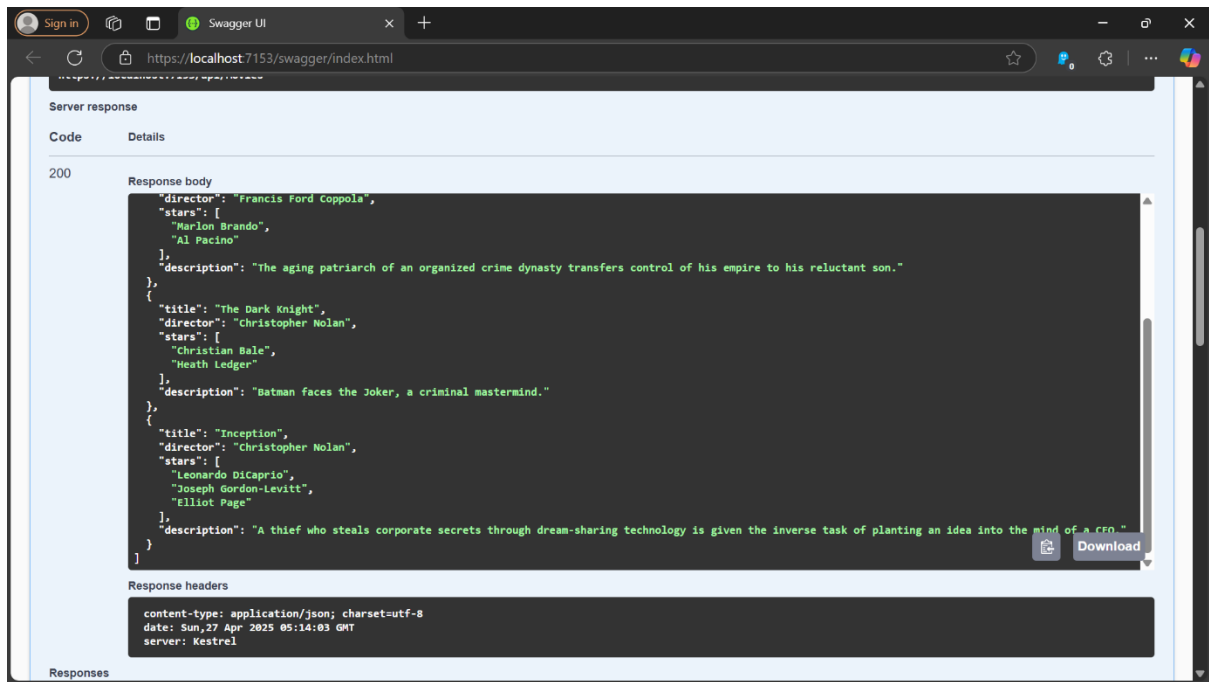 Sign in
Swagger UI
https://localhost:7153/swagger/index.html
0
https://localhost:7153/api/Movies
Server response
Code Details
200
Response body
"director": "Francis Ford Coppola",
"stars": [
"Marlon Brando",
"Al Pacino"
],
"description": "The aging patriarch of an organized crime dynasty transfers control of his empire to his reluctant son."
},
{
"title": "The Dark Knight",
"director": "Christopher Nolan",
"stars": [
"Christian Bale",
"Heath Ledger"
],
"description": "Batman faces the Joker, a criminal mastermind."
},
{
"title": "Inception",
"director": "Christopher Nolan",
"stars": [
"Leonardo DiCaprio",
"Joseph Gordon-Levitt",
"Elliot Page"
],
"description": "A thief who steals corporate secrets through dream-sharing technology is given the inverse task of planting an idea into the mind of a CEO."
}
]
Download
Response headers
content-type: application/json; charset=utf-8
date: Sun,27 Apr 2025 05:14:03 GMT
server: Kestrel
Responses